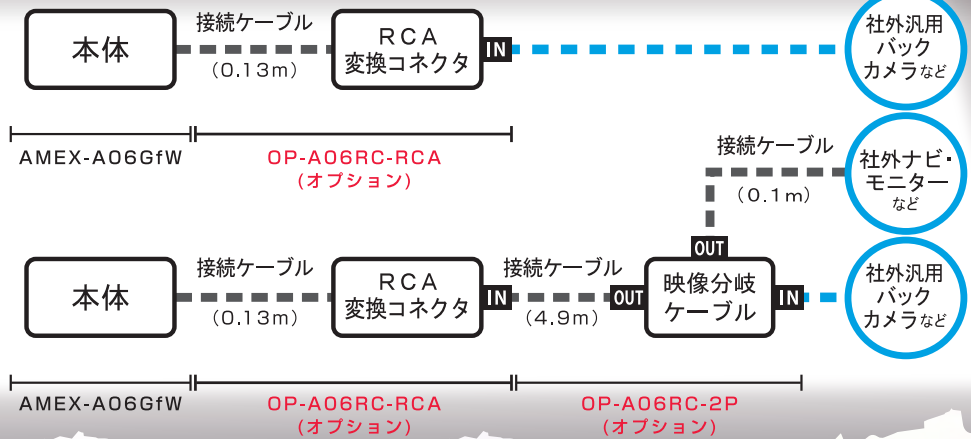 本体
接続ケーブル
(0.13m)
RCA
変換コネクタ
IN
社外汎用
バック
カメラなど
AMEX-A06GfW
OP-A06RC-RCA
(オプション)
接続ケーブル
(0.1m)
社外ナビ・
モニター
など
本体
接続ケーブル
(0.13m)
RCA
変換コネクタ
IN
接続ケーブル
(4.9m)
OUT
OUT
映像分岐
ケーブル
IN
社外汎用
バック
カメラなど
AMEX-A06GfW
OP-A06RC-RCA
(オプション)
OP-A06RC-2P
(オプション)